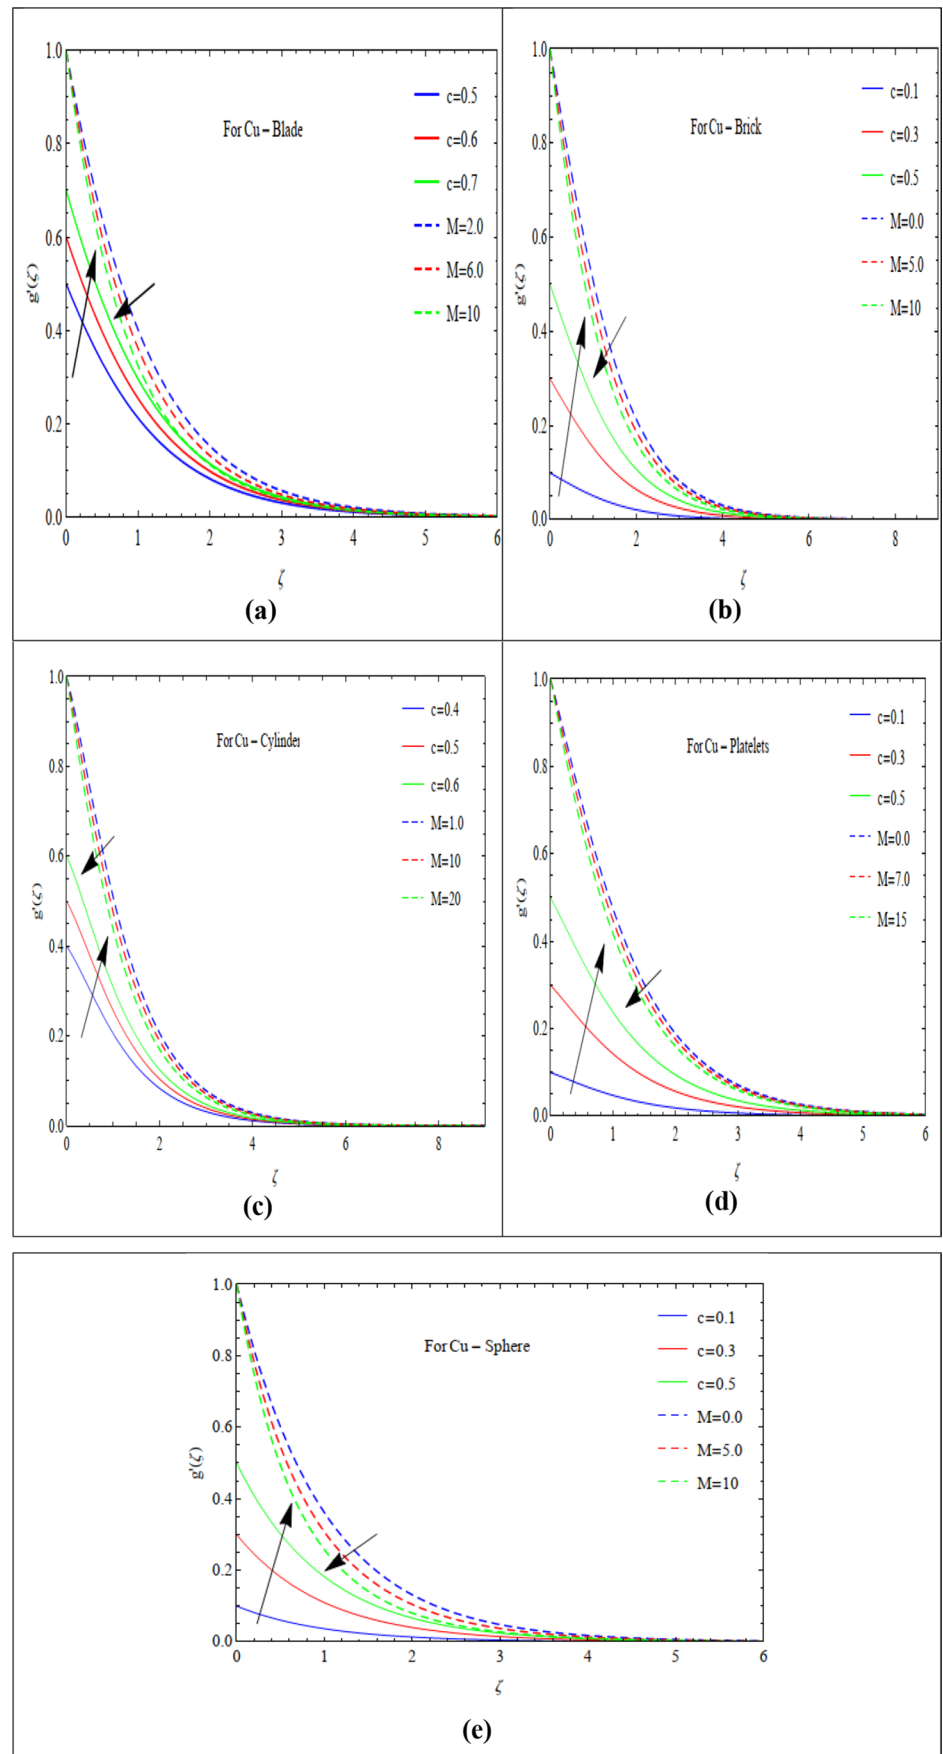 For Cu – Blade
c=0.5
c=0.6
c=0.7
M=2.0
M=6.0
M=10
g'(ζ)
1.0
0.8
0.6
0.4
0.2
0.0
0 1 2 3 4 5 6
ζ
(a)
For Cu – Brick
c=0.1
c=0.3
c=0.5
M=0.0
M=5.0
M=10
g'(ζ)
1.0
0.8
0.6
0.4
0.2
0.0
0 2 4 6 8
ζ
(b)
For Cu – Cylinder
c=0.4
c=0.5
c=0.6
M=1.0
M=10
M=20
g'(ζ)
1.0
0.8
0.6
0.4
0.2
0.0
0 2 4 6 8
ζ
(c)
For Cu – Platelets
c=0.1
c=0.3
c=0.5
M=0.0
M=7.0
M=15
g'(ζ)
1.0
0.8
0.6
0.4
0.2
0.0
0 1 2 3 4 5 6
ζ
(d)
For Cu – Sphere
c=0.1
c=0.3
c=0.5
M=0.0
M=5.0
M=10
g'(ζ)
1.0
0.8
0.6
0.4
0.2
0.0
0 1 2 3 4 5 6
ζ
(e)